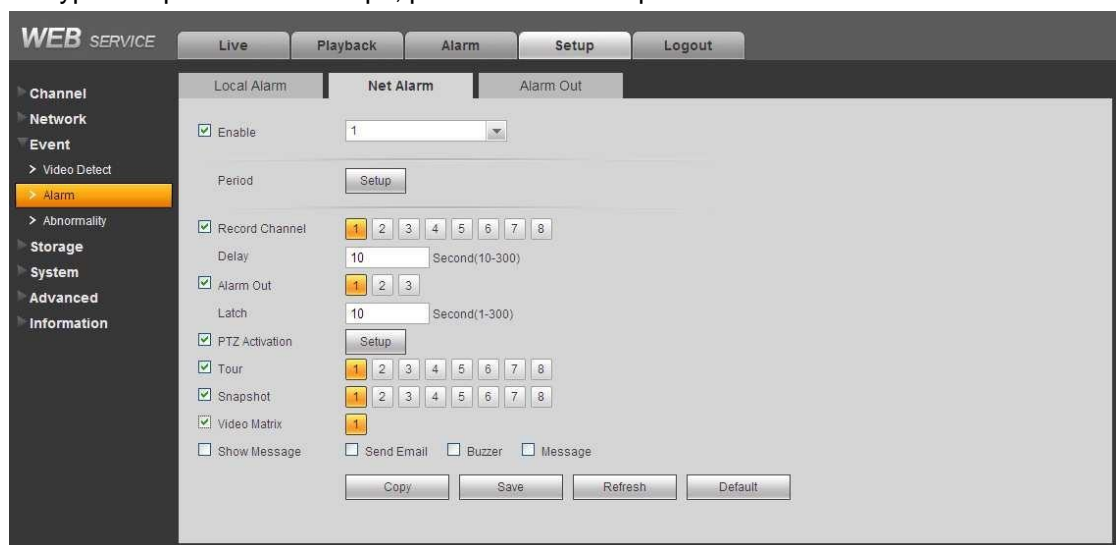 WEB SERVICE
Live Playback Alarm Setup Logout
Local Alarm Net Alarm Alarm Out
Channel
Network
Event
> Video Detect
> Alarm
> Abnormality
Storage
System
Advanced
Information
Enable 1
Period Setup
Record Channel 1 2 3 4 5 6 7 8
Delay 10 Second(10-300)
Alarm Out 1 2 3
Latch 10 Second(1-300)
PTZ Activation Setup
Tour 1 2 3 4 5 6 7 8
Snapshot 1 2 3 4 5 6 7 8
Video Matrix 1
Show Message Send Email Buzzer Message
Copy Save Refresh Default